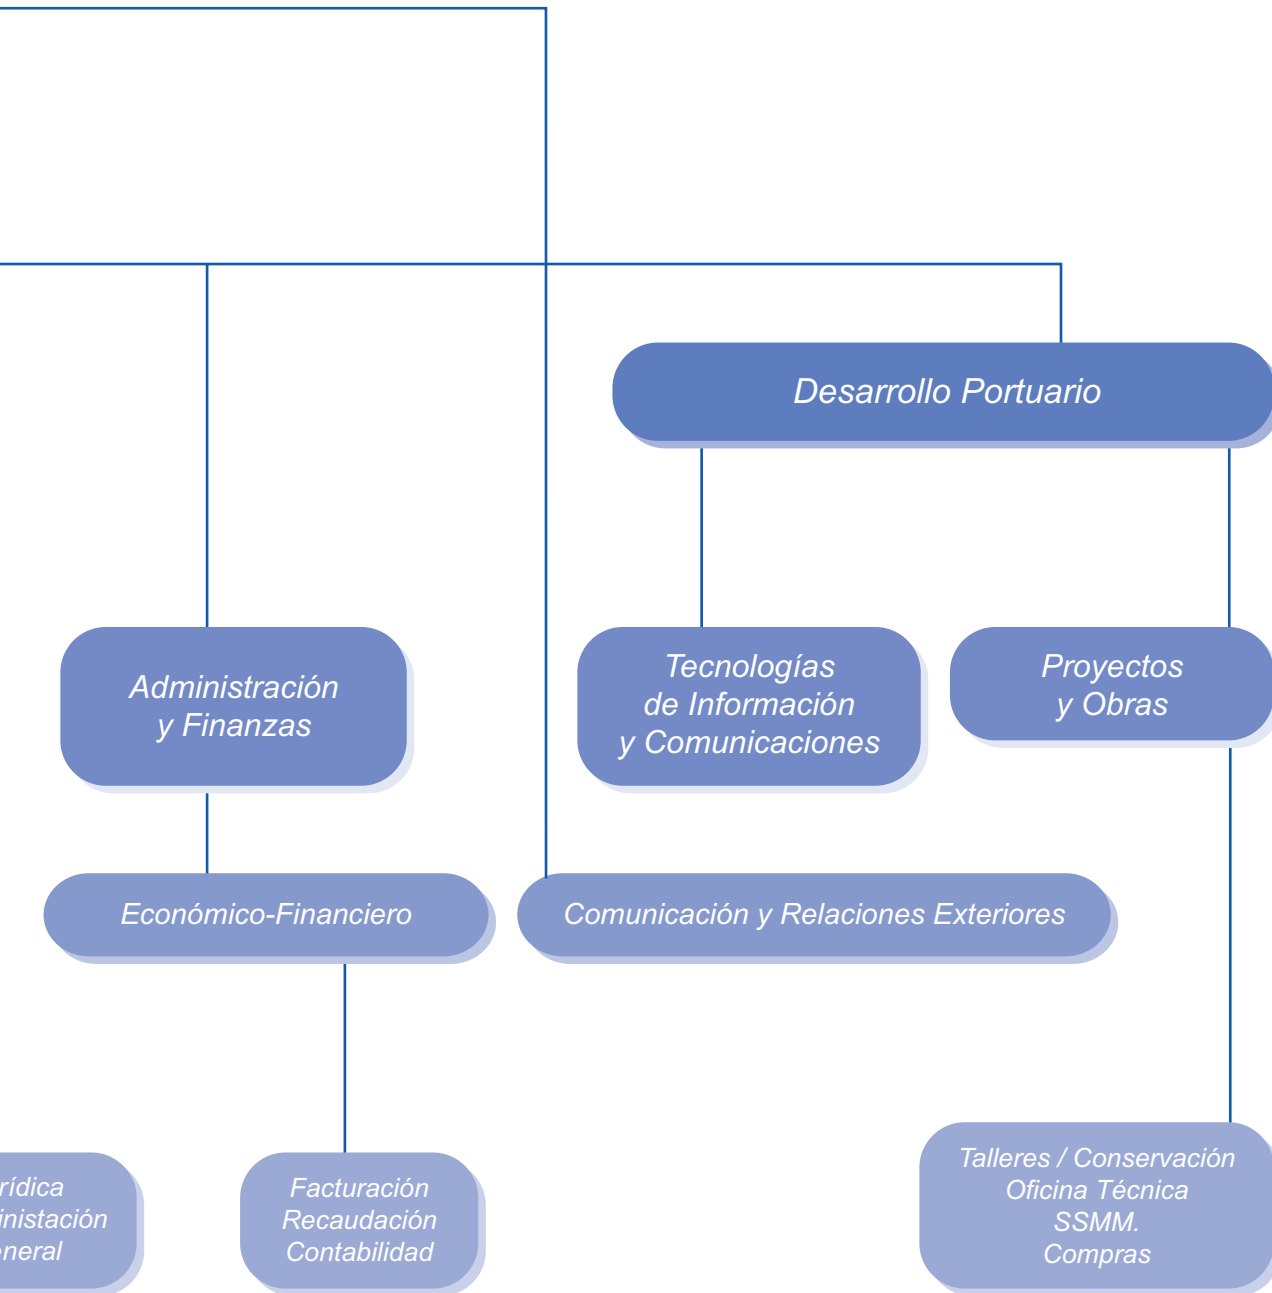 Desarrollo Portuario
Administración
y Finanzas
Tecnologías
de Información
y Comunicaciones
Proyectos
y Obras
Económico-Financiero
Comunicación y Relaciones Exteriores
Facturación
Recaudación
Contabilidad
Talleres / Conservación
Oficina Técnica
SSMM.
Compras